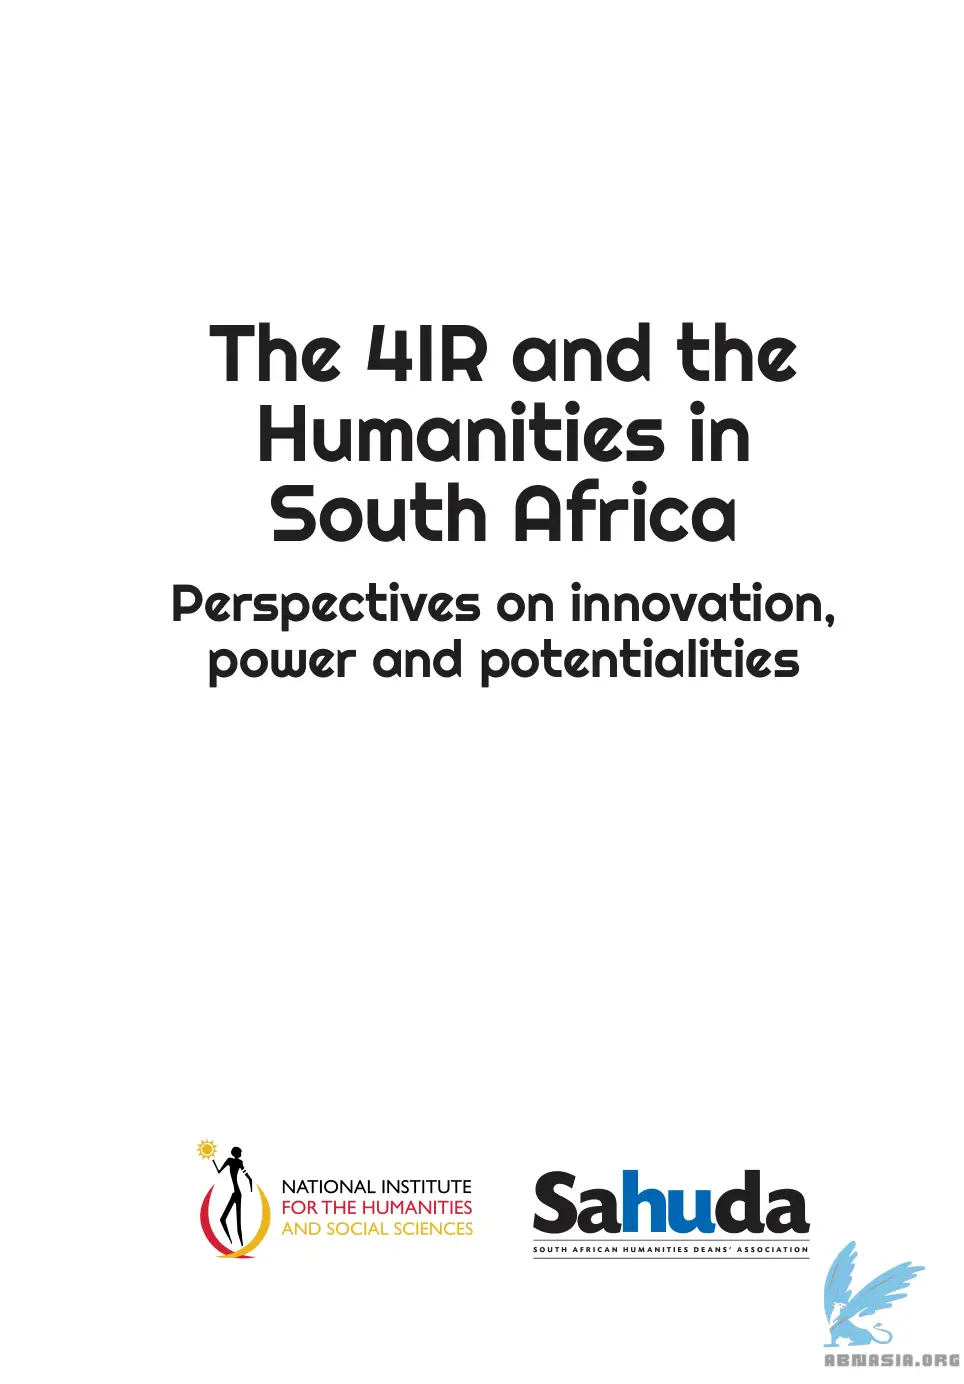 The 4IR and the
Humanities in
South Africa
Perspectives on innovation,
power and potentialities
NATIONAL INSTITUTE
FOR THE HUMANITIES
AND SOCIAL SCIENCES
Sahuda
SOUTH AFRICAN HUMANITIES DEANS' ASSOCIATION
ABNASIA.ORG